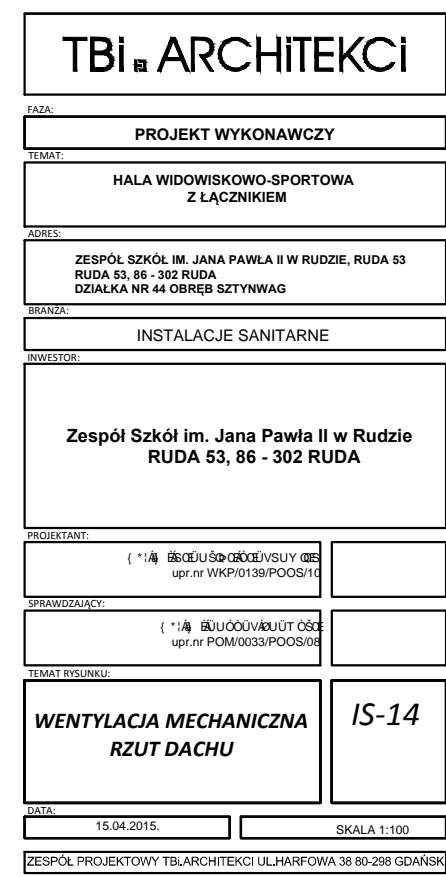 TBi ARCHiTEKCi
FAZA:
PROJEKT WYKONAWCZY
TEMAT:
HALA WIDOWISKOWO-SPORTOWA
Z ŁĄCZNIKIEM
ADRES:
ZESPÓŁ SZKÓŁ IM. JANA PAWŁA II W RUDZIE, RUDA 53
RUDA 53, 86 - 302 RUDA
DZIAŁKA NR 44 OBRĘB SZTYNWAG
BRANŻA:
INSTALACJE SANITARNE
INWESTOR:
Zespół Szkół im. Jana Pawła II w Rudzie
RUDA 53, 86 - 302 RUDA
PROJEKTANT:
upr.nr WKP/0139/POOS/10
SPRAWDZAJĄCY:
upr.nr POM/0033/POOS/08
TEMAT RYSUNKU:
WENTYLACJA MECHANICZNA
RZUT DACHU
IS-14
DATA:
15.04.2015.
SKALA 1:100
ZESPÓŁ PROJEKTOWY TBi.ARCHITEKCI UL.HARFOWA 38 80-298 GDAŃSK